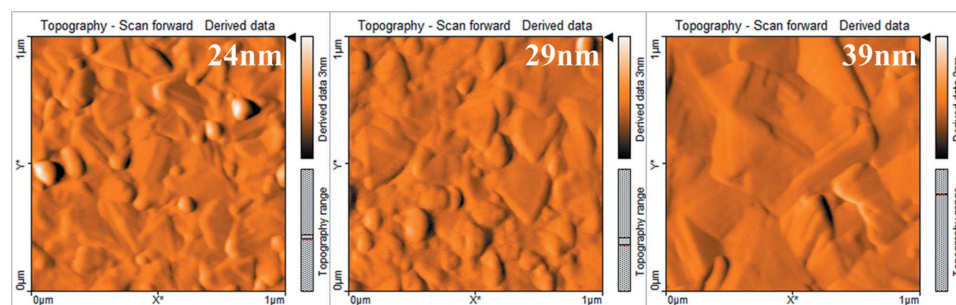 Topography - Scan forward Derived data
1µm
24nm
Derived data 3nm
Y*
Topography range
0µm
0µm X* 1µm
Topography - Scan forward Derived data
1µm
29nm
Derived data 3nm
Y*
Topography range
0µm
0µm X* 1µm
Topography - Scan forward Derived data
1µm
39nm
Derived data
Y*
Topography range
0µm
0µm X* 1µm